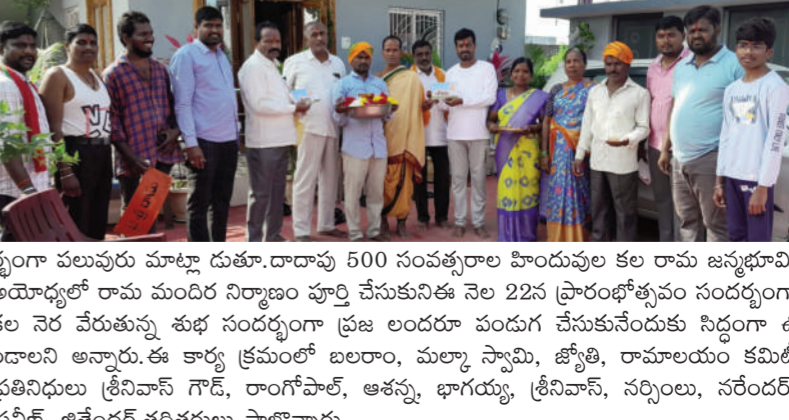 ర్భంగా పలువురు మాట్లా డుతూ.దాదాపు 500 సంవత్సరాల హిందువుల కల రామ జన్మభూమి
అయోధ్యలో రామ మందిర నిర్మాణం పూర్తి చేసుకునిఈ నెల 22న ప్రారంభోత్సవం సందర్బంగా
కల నెర వేరుతున్న శుభ సందర్భంగా ప్రజ లందరూ పండుగ చేసుకునేందుకు సిద్ధంగా ఉ
ండాలని అన్నారు.ఈ కార్య క్రమంలో బలరాం, మల్కా స్వామి, జ్యోతి, రామాలయం కమిటీ
ప్రతినిధులు శ్రీనివాస్ గౌడ్, రాంగోపాల్, ఆశన్న, భాగయ్య, శ్రీనివాస్, నర్సింలు, నరేందర్